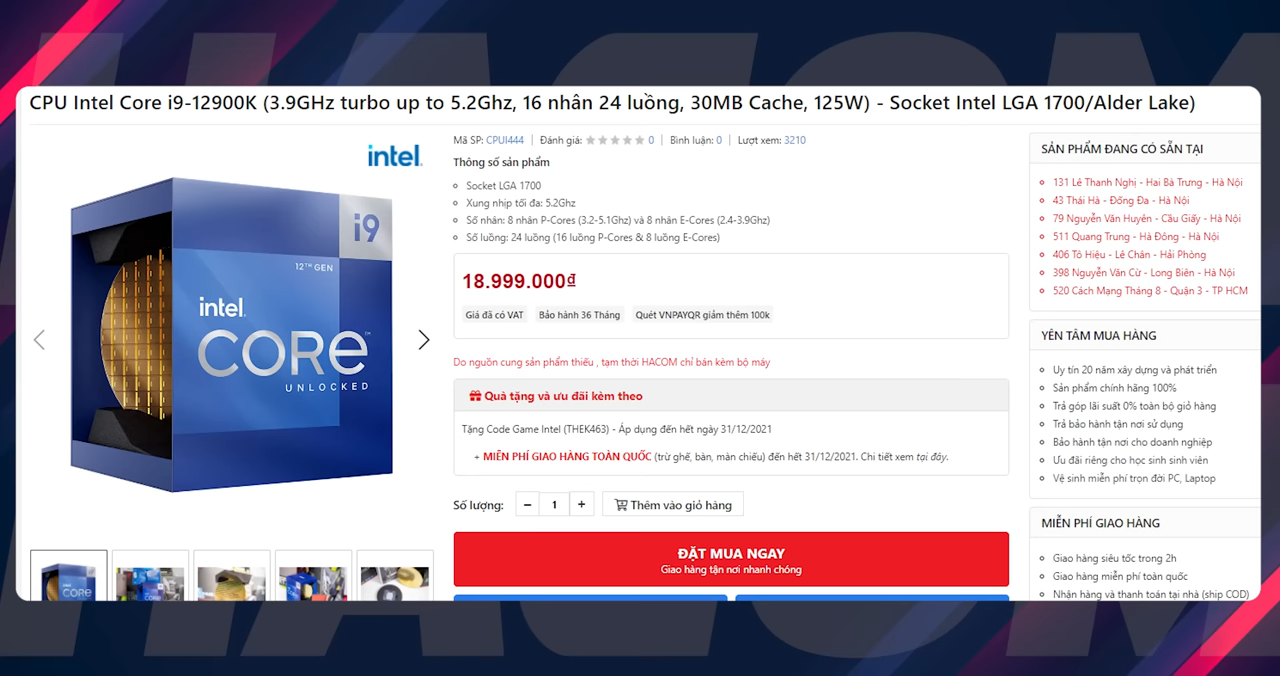 HACOM
CPU Intel Core i9-12900K (3.9GHz turbo up to 5.2Ghz, 16 nhân 24 luồng, 30MB Cache, 125W) - Socket Intel LGA 1700/Alder Lake)
intel.
i9
12TH GEN
intel.
CORe™
UNLOCKED
CORe
Mã SP: CPUI444 | Đánh giá: 0 | Bình luận: 0 | Lượt xem: 3210
Thông số sản phẩm
Socket LGA 1700
Xung nhịp tối đa: 5.2Ghz
Số nhân: 8 nhân P-Cores (3.2-5.1Ghz) và 8 nhân E-Cores (2.4-3.9Ghz)
Số luồng: 24 luồng (16 luồng P-Cores & 8 luồng E-Cores)
18.999.000₫
Giá đã có VAT Bảo hành 36 Tháng Quét VNPAYQR giảm thêm 100k
Do nguồn cung sản phẩm thiếu , tạm thời HACOM chỉ bán kèm bộ máy
Quà tặng và ưu đãi kèm theo
Tặng Code Game Intel (THEK463) - Áp dụng đến hết ngày 31/12/2021
+ MIỄN PHÍ GIAO HÀNG TOÀN QUỐC (trừ ghế, bàn, màn chiếu) đến hết 31/12/2021. Chi tiết xem tại đây.
Số lượng: − 1 + Thêm vào giỏ hàng
ĐẶT MUA NGAY
Giao hàng tận nơi nhanh chóng
SẢN PHẨM ĐANG CÓ SẴN TẠI
131 Lê Thanh Nghị - Hai Bà Trưng - Hà Nội
43 Thái Hà - Đống Đa - Hà Nội
79 Nguyễn Văn Huyên - Cầu Giấy - Hà Nội
511 Quang Trung - Hà Đông - Hà Nội
406 Tô Hiệu - Lê Chân - Hải Phòng
398 Nguyễn Văn Cừ - Long Biên - Hà Nội
520 Cách Mạng Tháng 8 - Quận 3 - TP HCM
YÊN TÂM MUA HÀNG
Uy tín 20 năm xây dựng và phát triển
Sản phẩm chính hãng 100%
Trả góp lãi suất 0% toàn bộ giỏ hàng
Trả bảo hành tận nơi sử dụng
Bảo hành tận nơi cho doanh nghiệp
Ưu đãi riêng cho học sinh sinh viên
Vệ sinh miễn phí trọn đời PC, Laptop
MIỄN PHÍ GIAO HÀNG
Giao hàng siêu tốc trong 2h
Giao hàng miễn phí toàn quốc
Nhận hàng và thanh toán tại nhà (ship COD)